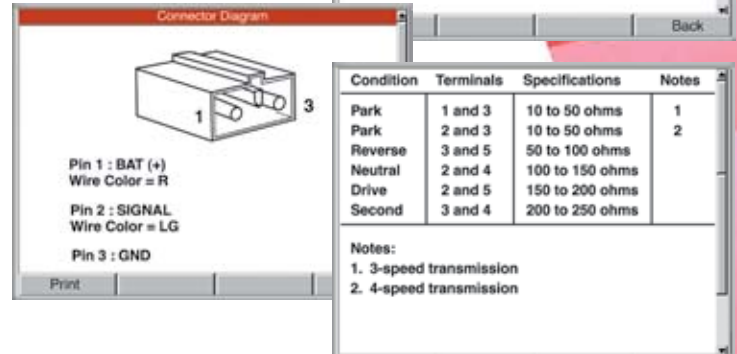 Connector Diagram
1
3
Pin 1 : BAT (+)
Wire Color = R
Pin 2 : SIGNAL
Wire Color = LG
Pin 3 : GND
Print
Back
Condition Terminals Specifications Notes
Park 1 and 3 10 to 50 ohms 1
Park 2 and 3 10 to 50 ohms 2
Reverse 3 and 5 50 to 100 ohms
Neutral 2 and 4 100 to 150 ohms
Drive 2 and 5 150 to 200 ohms
Second 3 and 4 200 to 250 ohms
Notes:
1. 3-speed transmission
2. 4-speed transmission